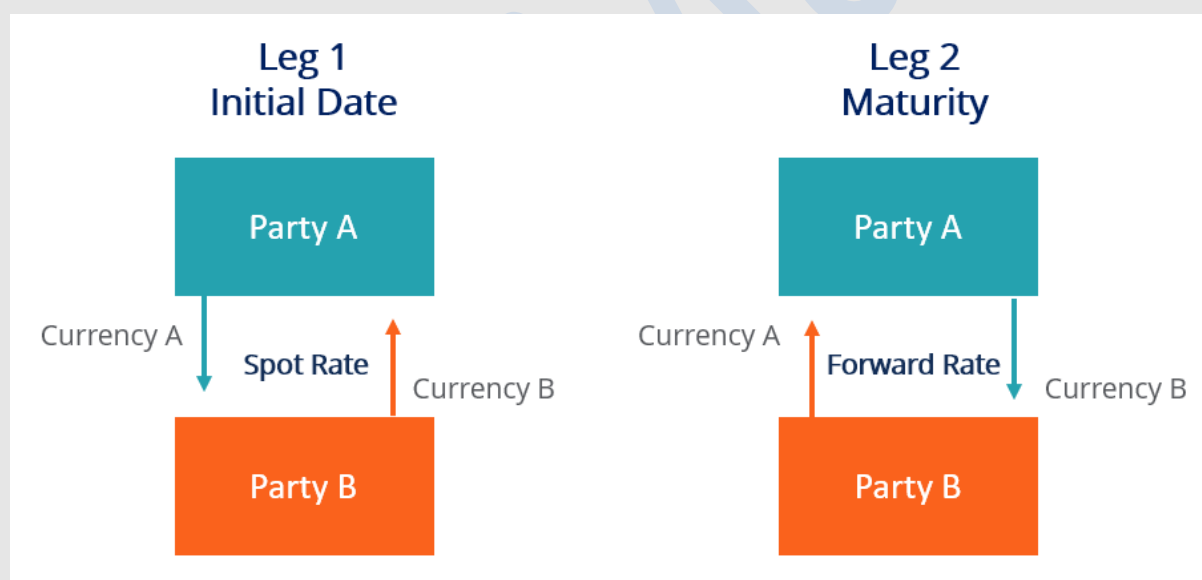 Leg 1
Initial Date
Party A
Currency A
Spot Rate
Currency B
Party B
Leg 2
Maturity
Party A
Currency A
Forward Rate
Currency B
Party B